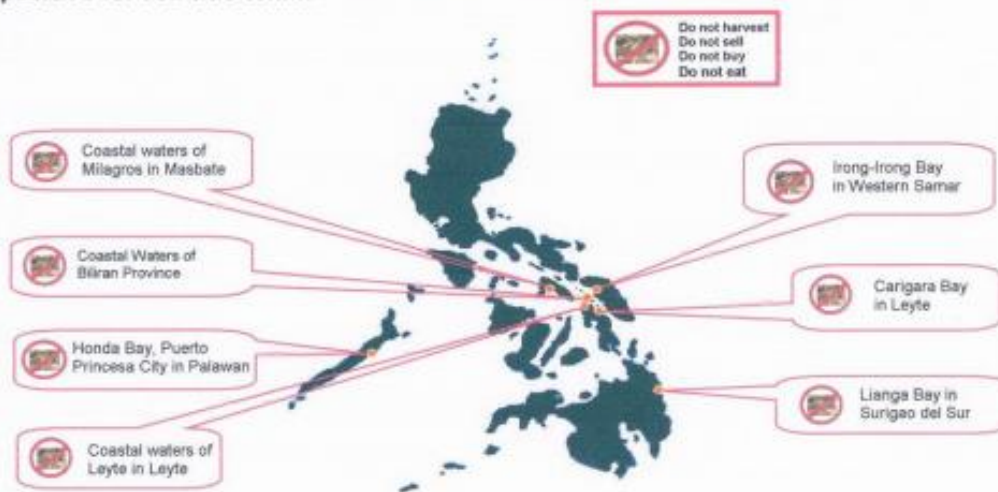 Do not harvest
Do not sell
Do not buy
Do not eat
Coastal waters of
Milagros in Masbate
Irong-Irong Bay
in Western Samar
Coastal Waters of
Biliran Province
Carigara Bay
in Leyte
Honda Bay, Puerto
Princesa City in Palawan
Lianga Bay in
Surigao del Sur
Coastal waters of
Leyte in Leyte